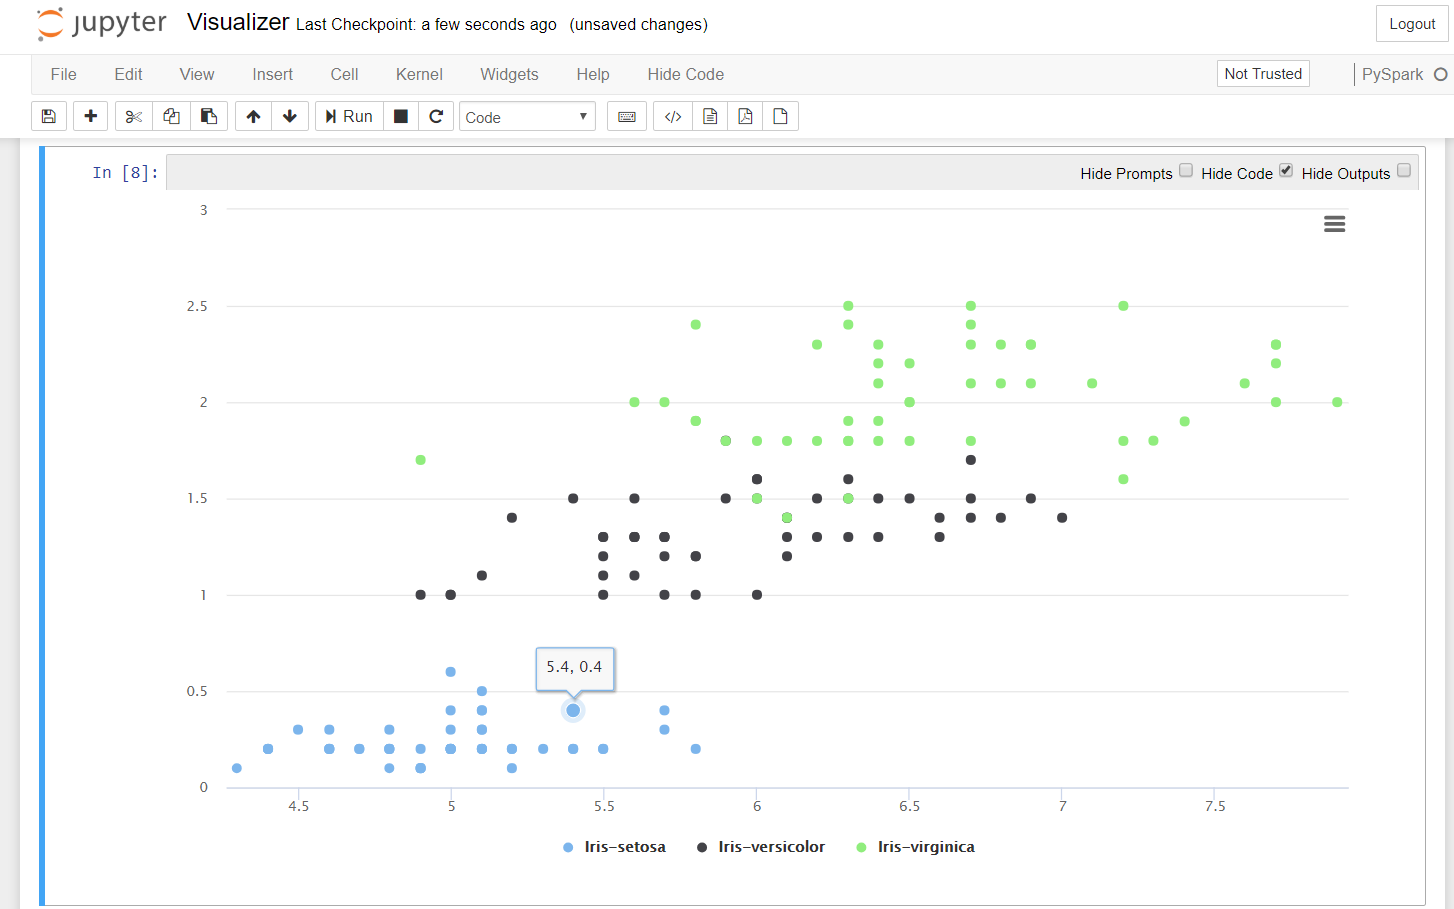 jupyter Visualizer Last Checkpoint: a few seconds ago (unsaved changes) Logout
File Edit View Insert Cell Kernel Widgets Help Hide Code Not Trusted PySpark
Run Code
In [8]: Hide Prompts Hide Code Hide Outputs
3
2.5
2
1.5
1
5.4, 0.4
0.5
0
4.5 5 5.5 6 6.5 7 7.5
Iris-setosa Iris-versicolor Iris-virginica